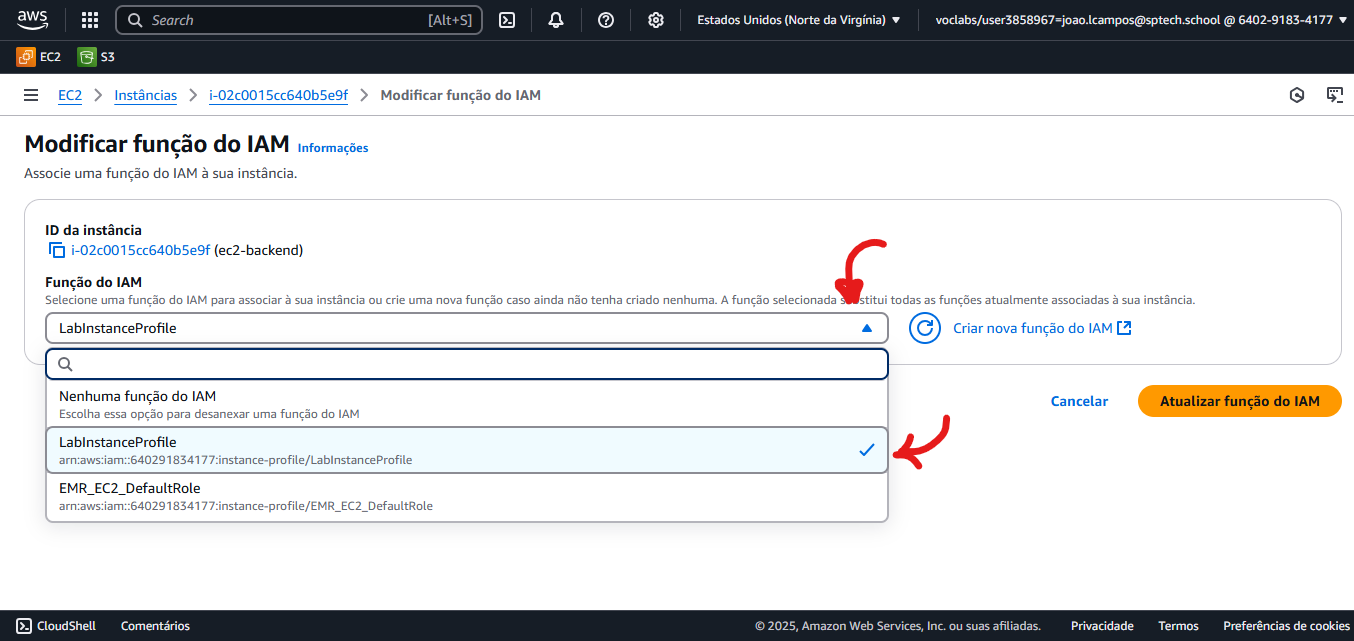 aws
Search [Alt+S] Estados Unidos (Norte da Virgínia) voclabs/user3858967=joao.lcampos@sptech.school @ 6402-9183-4177
EC2 S3
EC2 Instâncias i-02c0015cc640b5e9f Modificar função do IAM
Modificar função do IAM Informações
Associe uma função do IAM à sua instância.
ID da instância
i-02c0015cc640b5e9f (ec2-backend)
Função do IAM
Selecione uma função do IAM para associar à sua instância ou crie uma nova função caso ainda não tenha criado nenhuma. A função selecionada substitui todas as funções atualmente associadas à sua instância.
LabInstanceProfile
Criar nova função do IAM
Nenhuma função do IAM
Escolha essa opção para desanexar uma função do IAM
Cancelar Atualizar função do IAM
LabInstanceProfile
arn:aws:iam::640291834177:instance-profile/LabInstanceProfile
EMR_EC2_DefaultRole
arn:aws:iam::640291834177:instance-profile/EMR_EC2_DefaultRole
CloudShell Comentários © 2025, Amazon Web Services, Inc. ou suas afiliadas. Privacidade Termos Preferências de cookies